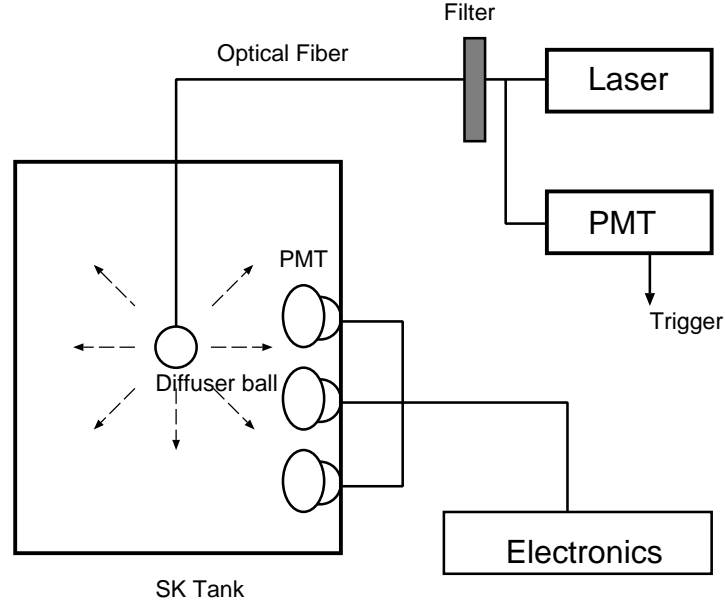 Filter
Optical Fiber
Laser
PMT
PMT
Trigger
Diffuser ball
Electronics
SK Tank